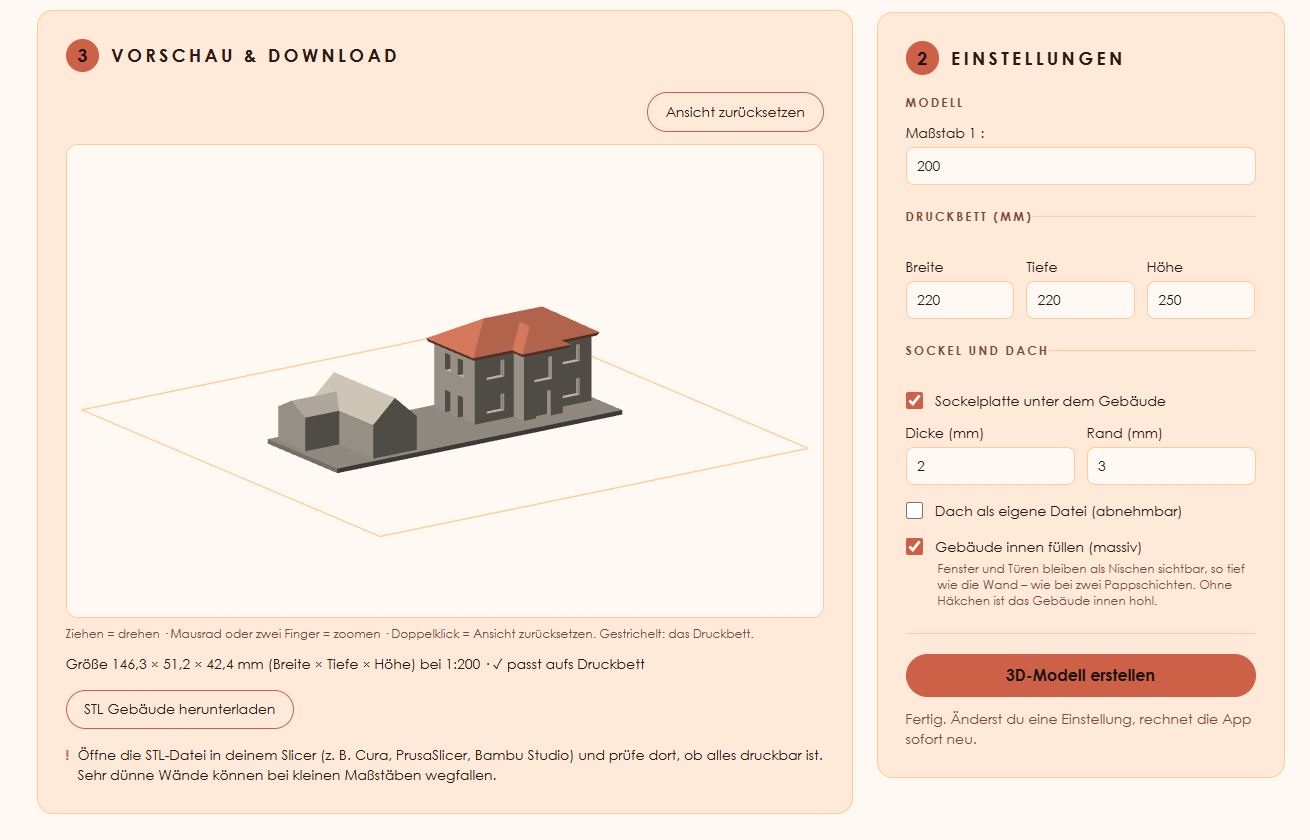 3 VORSCHAU & DOWNLOAD
Ansicht zurücksetzen
Ziehen = drehen · Mausrad oder zwei Finger = zoomen · Doppelklick = Ansicht zurücksetzen. Gestrichelt: das Druckbett.
Größe 146,3 × 51,2 × 42,4 mm (Breite × Tiefe × Höhe) bei 1:200 · ✓ passt aufs Druckbett
STL Gebäude herunterladen
! Öffne die STL-Datei in deinem Slicer (z. B. Cura, PrusaSlicer, Bambu Studio) und prüfe dort, ob alles druckbar ist.
Sehr dünne Wände können bei kleinen Maßstäben wegfallen.
2 EINSTELLUNGEN
MODELL
Maßstab 1 :
200
DRUCKBETT (MM)
Breite Tiefe Höhe
220 220 250
SOCKEL UND DACH
Sockelplatte unter dem Gebäude
Dicke (mm) Rand (mm)
2 3
Dach als eigene Datei (abnehmbar)
Gebäude innen füllen (massiv)
Fenster und Türen bleiben als Nischen sichtbar, so tief
wie die Wand – wie bei zwei Pappschichten. Ohne
Häkchen ist das Gebäude innen hohl.
3D-Modell erstellen
Fertig. Änderst du eine Einstellung, rechnet die App
sofort neu.